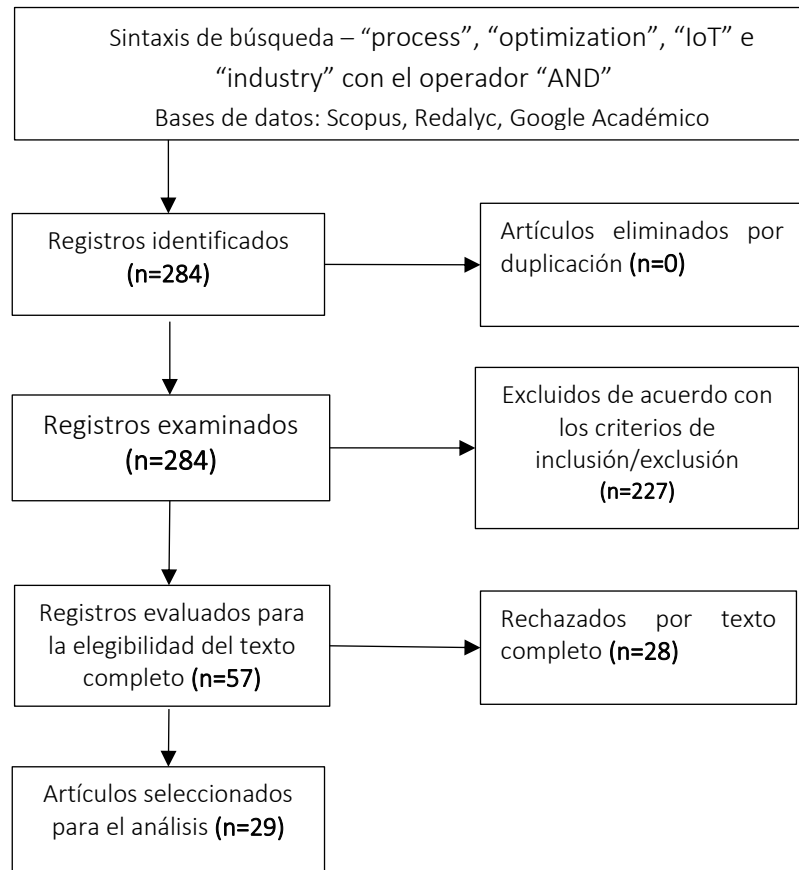 Sintaxis de búsqueda – “process”, “optimization”, “IoT” e
“industry” con el operador “AND”
Bases de datos: Scopus, Redalyc, Google Académico
Registros identificados
(n=284)
Artículos eliminados por
duplicación (n=0)
Registros examinados
(n=284)
Excluidos de acuerdo con
los criterios de
inclusión/exclusión
(n=227)
Registros evaluados para
la elegibilidad del texto
completo (n=57)
Rechazados por texto
completo (n=28)
Artículos seleccionados
para el análisis (n=29)